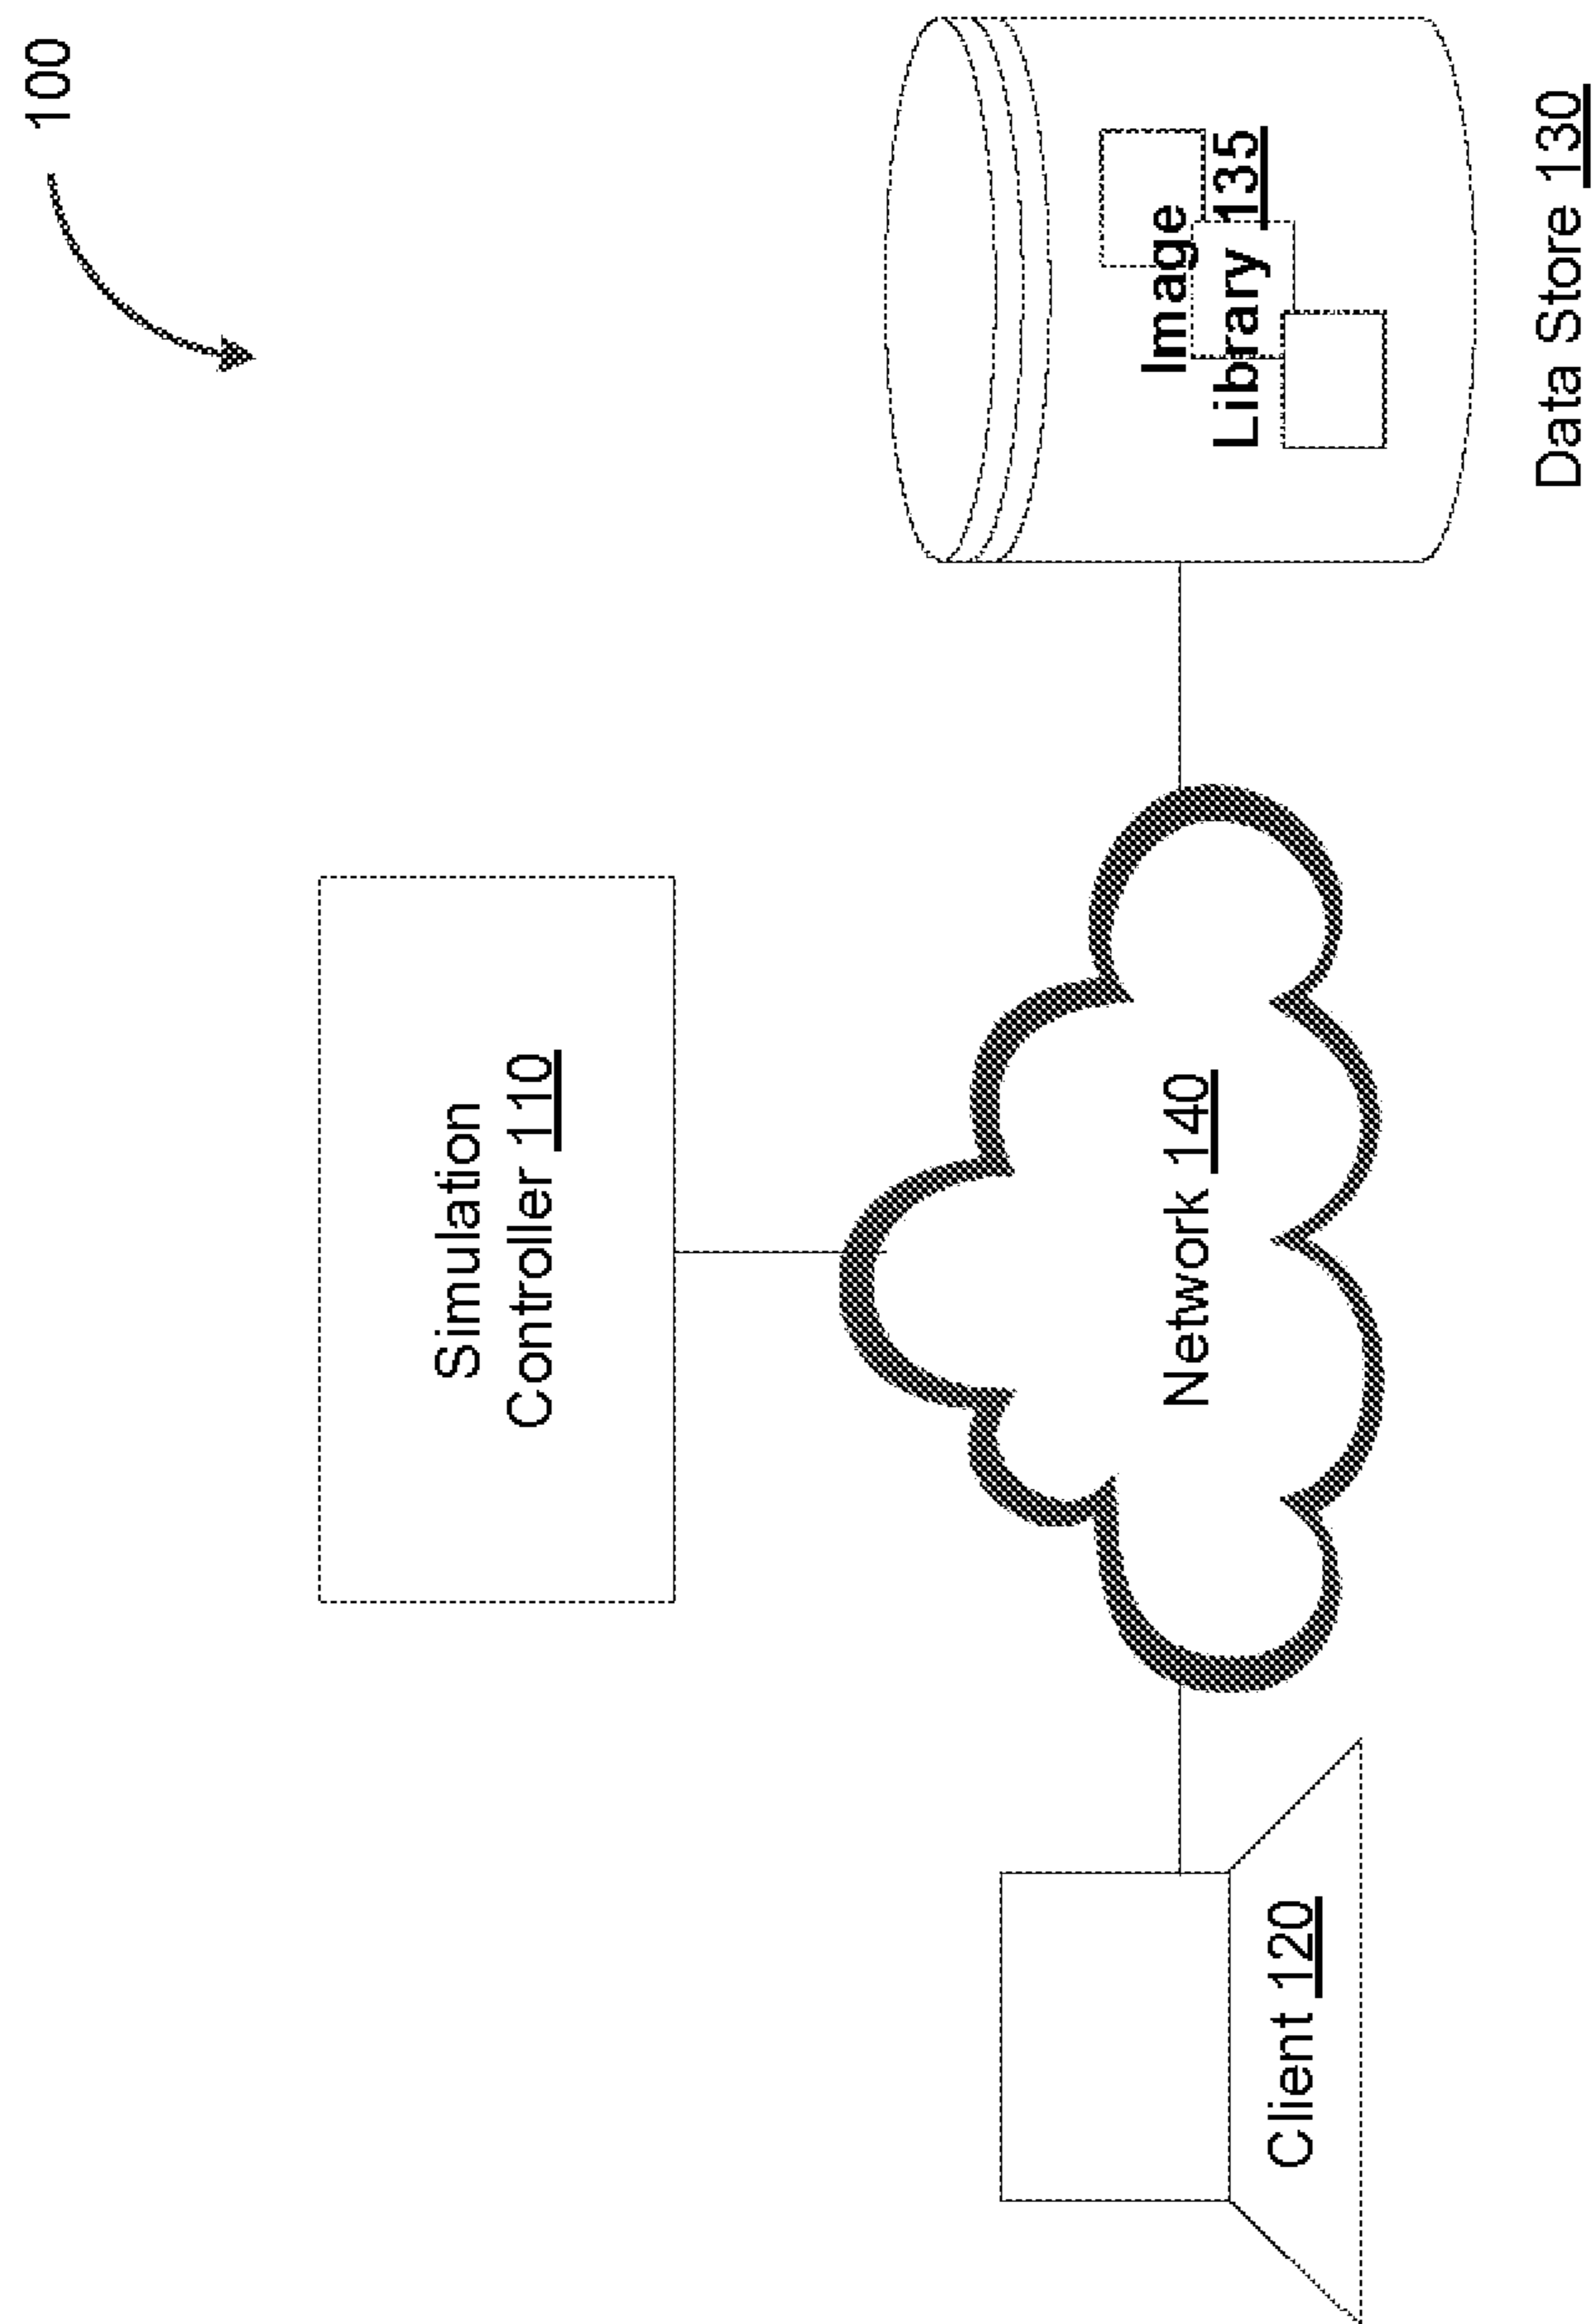 100
Simulation
Controller 110
Network 140
Client 120
Image
Library 135
Data Store 130